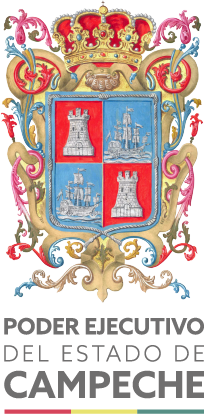 PODER EJECUTIVO
DEL ESTADO DE
CAMPECHE